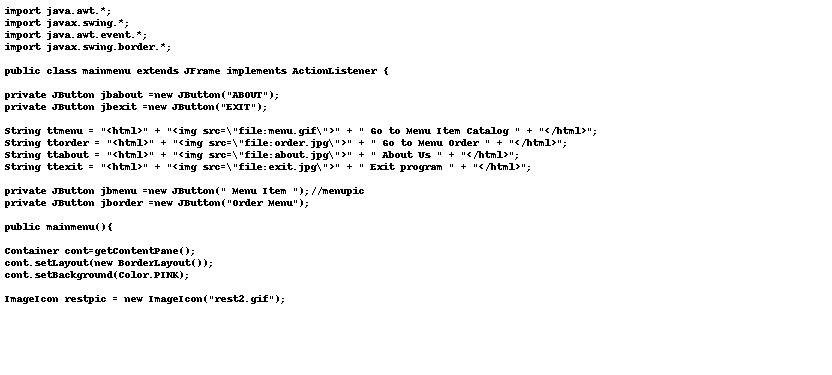 import java.awt.*;
import javax.swing.*;
import java.awt.event.*;
import javax.swing.border.*;
public class mainmenu extends JFrame implements ActionListener {
private JButton jbabout =new JButton("ABOUT");
private JButton jbexit =new JButton("EXIT");
String ttmenu = "<html>" + "<img src=\"file:menu.gif\">" + " Go to Menu Item Catalog " + "</html>";
String ttorder = "<html>" + "<img src=\"file:order.jpg\">" + " Go to Menu Order " + "</html>";
String ttabout = "<html>" + "<img src=\"file:about.jpg\">" + " About Us " + "</html>";
String ttexit = "<html>" + "<img src=\"file:exit.jpg\">" + " Exit program " + "</html>";
private JButton jbmenu =new JButton(" Menu Item ");//menupic
private JButton jborder =new JButton("Order Menu");
public mainmenu(){
Container cont=getContentPane();
cont.setLayout(new BorderLayout());
cont.setBackground(Color.PINK);
ImageIcon restpic = new ImageIcon("rest2.gif");